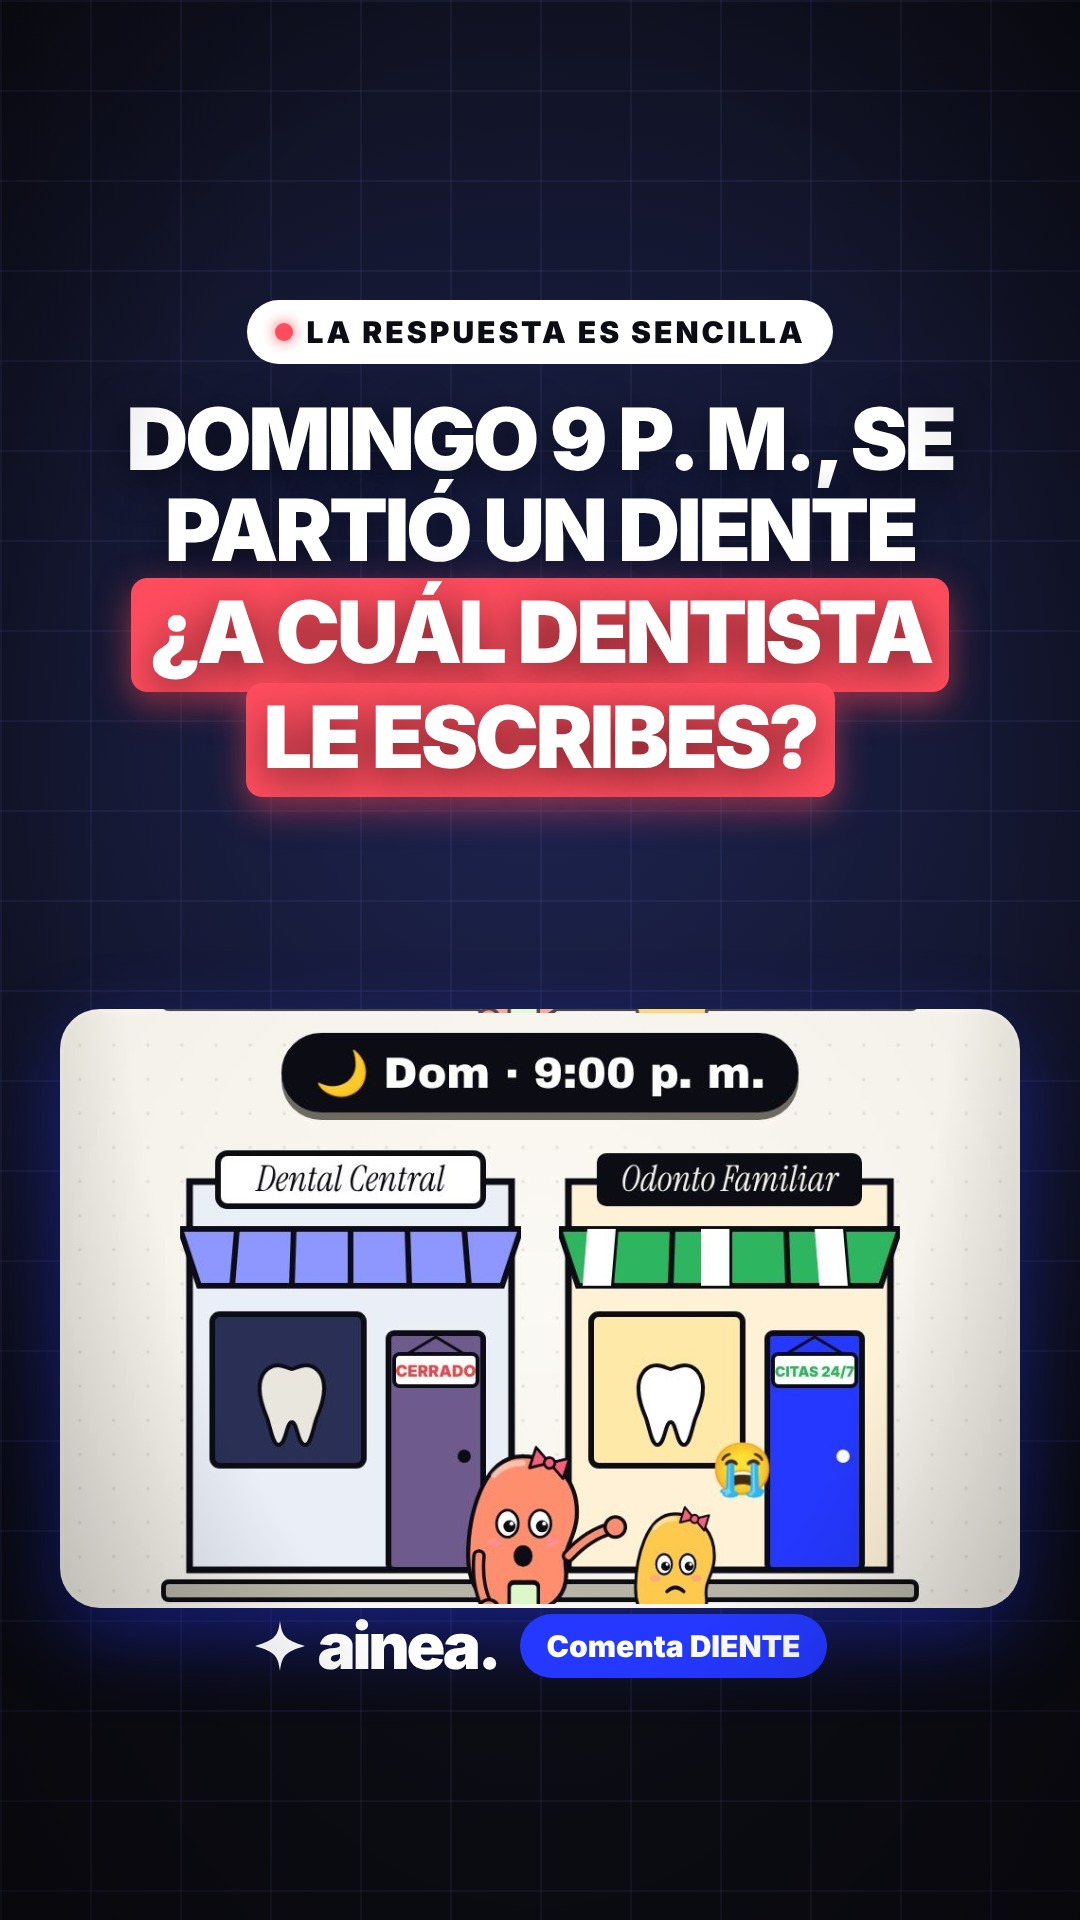 LA RESPUESTA ES SENCILLA
DOMINGO 9 P. M., SE
PARTIÓ UN DIENTE
¿A CUÁL DENTISTA
LE ESCRIBES?
Dom · 9:00 p. m.
Dental Central
Odonto Familiar
CERRADO
CITAS 24/7
ainea.
Comenta DIENTE